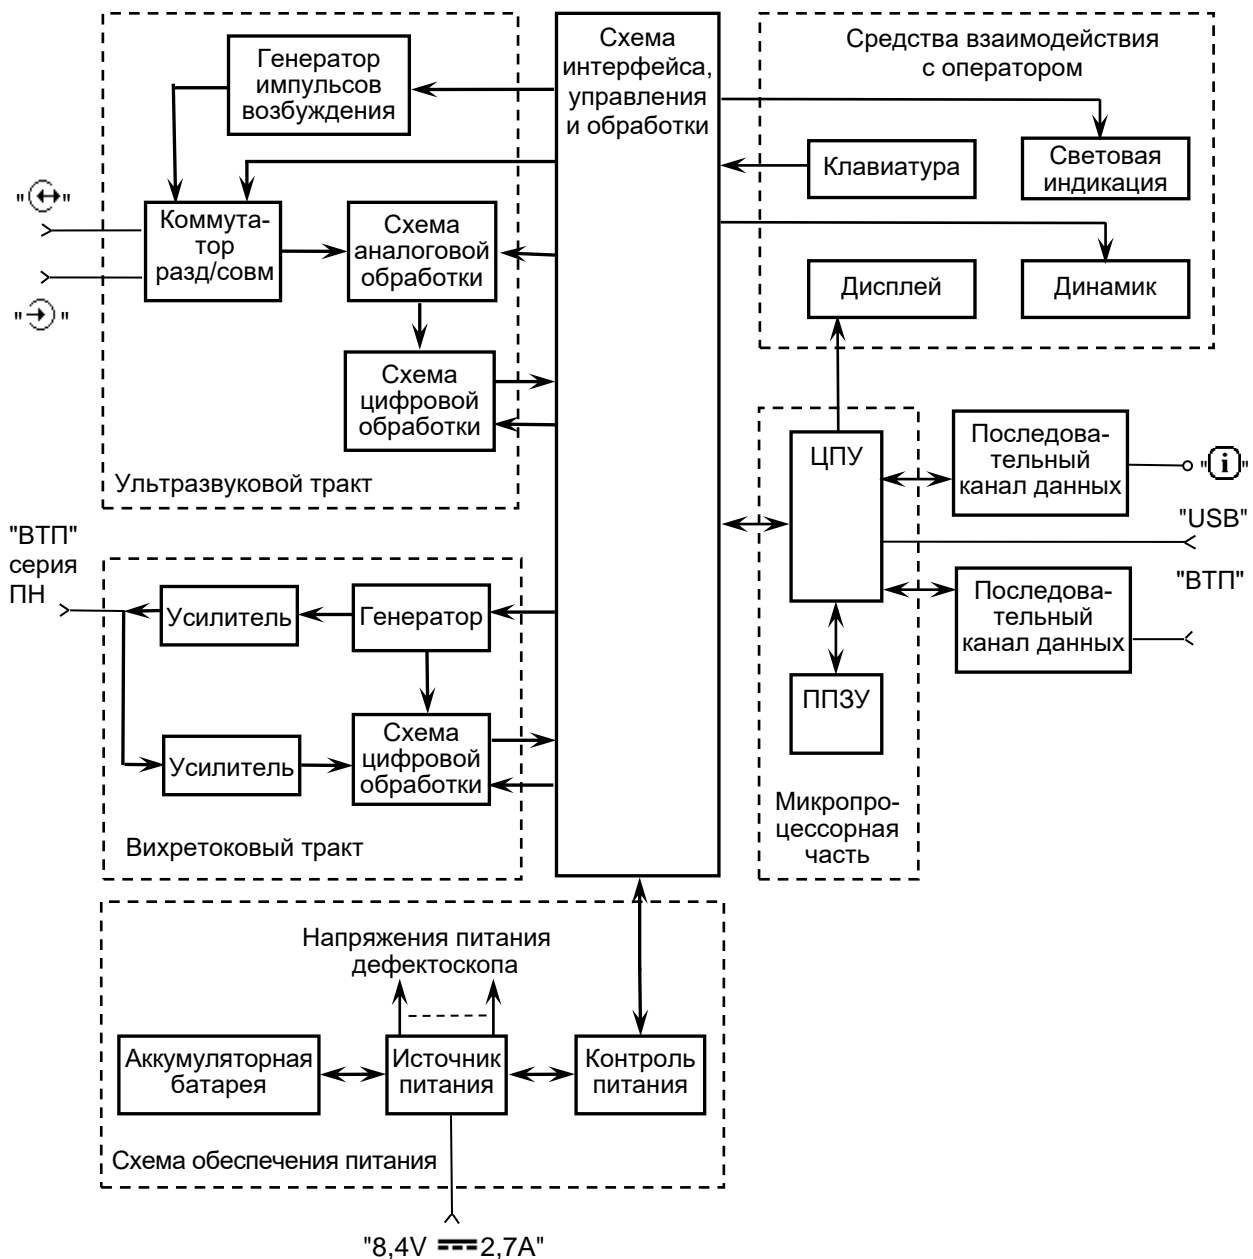 Генератор
импульсов
возбуждения
Схема
интерфейса,
управления
и обработки
Средства взаимодействия
с оператором
Клавиатура
Световая
индикация
Дисплей
Динамик
Коммута-
тор
разд/совм
Схема
аналоговой
обработки
Схема
цифровой
обработки
Ультразвуковой тракт
ЦПУ
Последова-
тельный
канал данных
"i"
"USB"
"ВТП"
Последова-
тельный
канал данных
ППЗУ
Микропро-
цессорная
часть
"ВТП"
серия
ПН
Усилитель
Генератор
Усилитель
Схема
цифровой
обработки
Вихретоковый тракт
Напряжения питания
дефектоскопа
Аккумуляторная
батарея
Источник
питания
Контроль
питания
Схема обеспечения питания
"8,4V 2,7A"